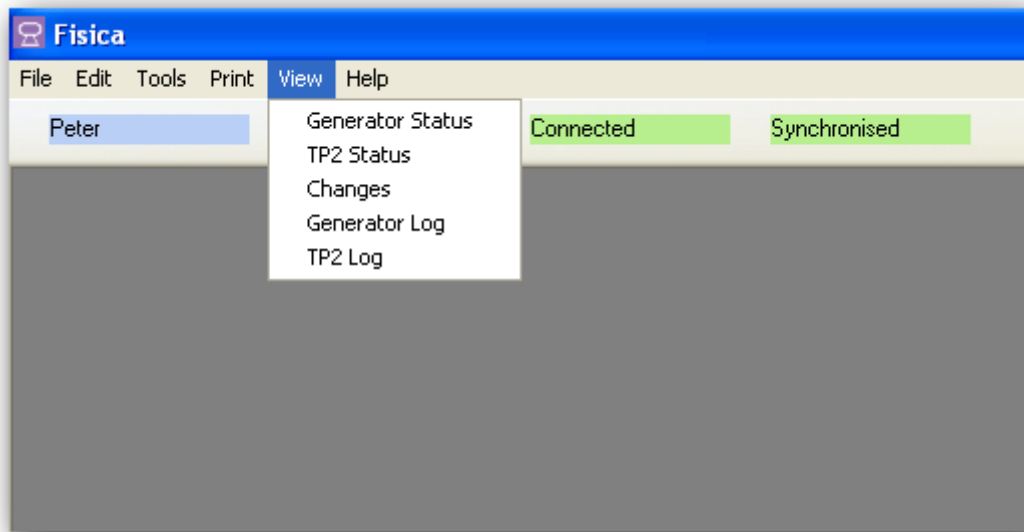 Fisica
File Edit Tools Print View Help
Peter Connected Synchronised
Generator Status
TP2 Status
Changes
Generator Log
TP2 Log